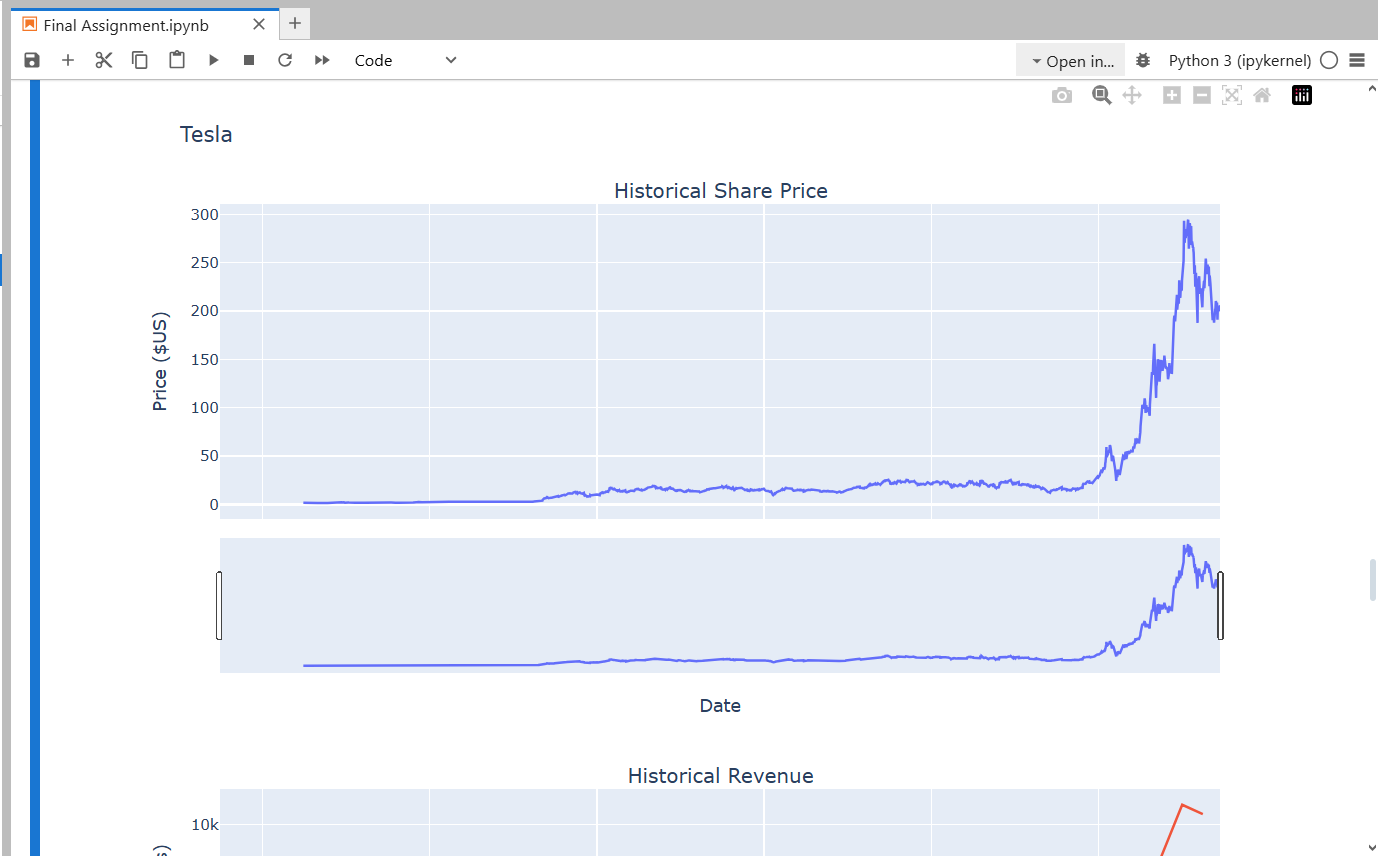 Final Assignment.ipynb
Code
Open in...
Python 3 (ipykernel)
Tesla
Historical Share Price
300
250
200
150
100
50
0
Price ($US)
Date
Historical Revenue
10k